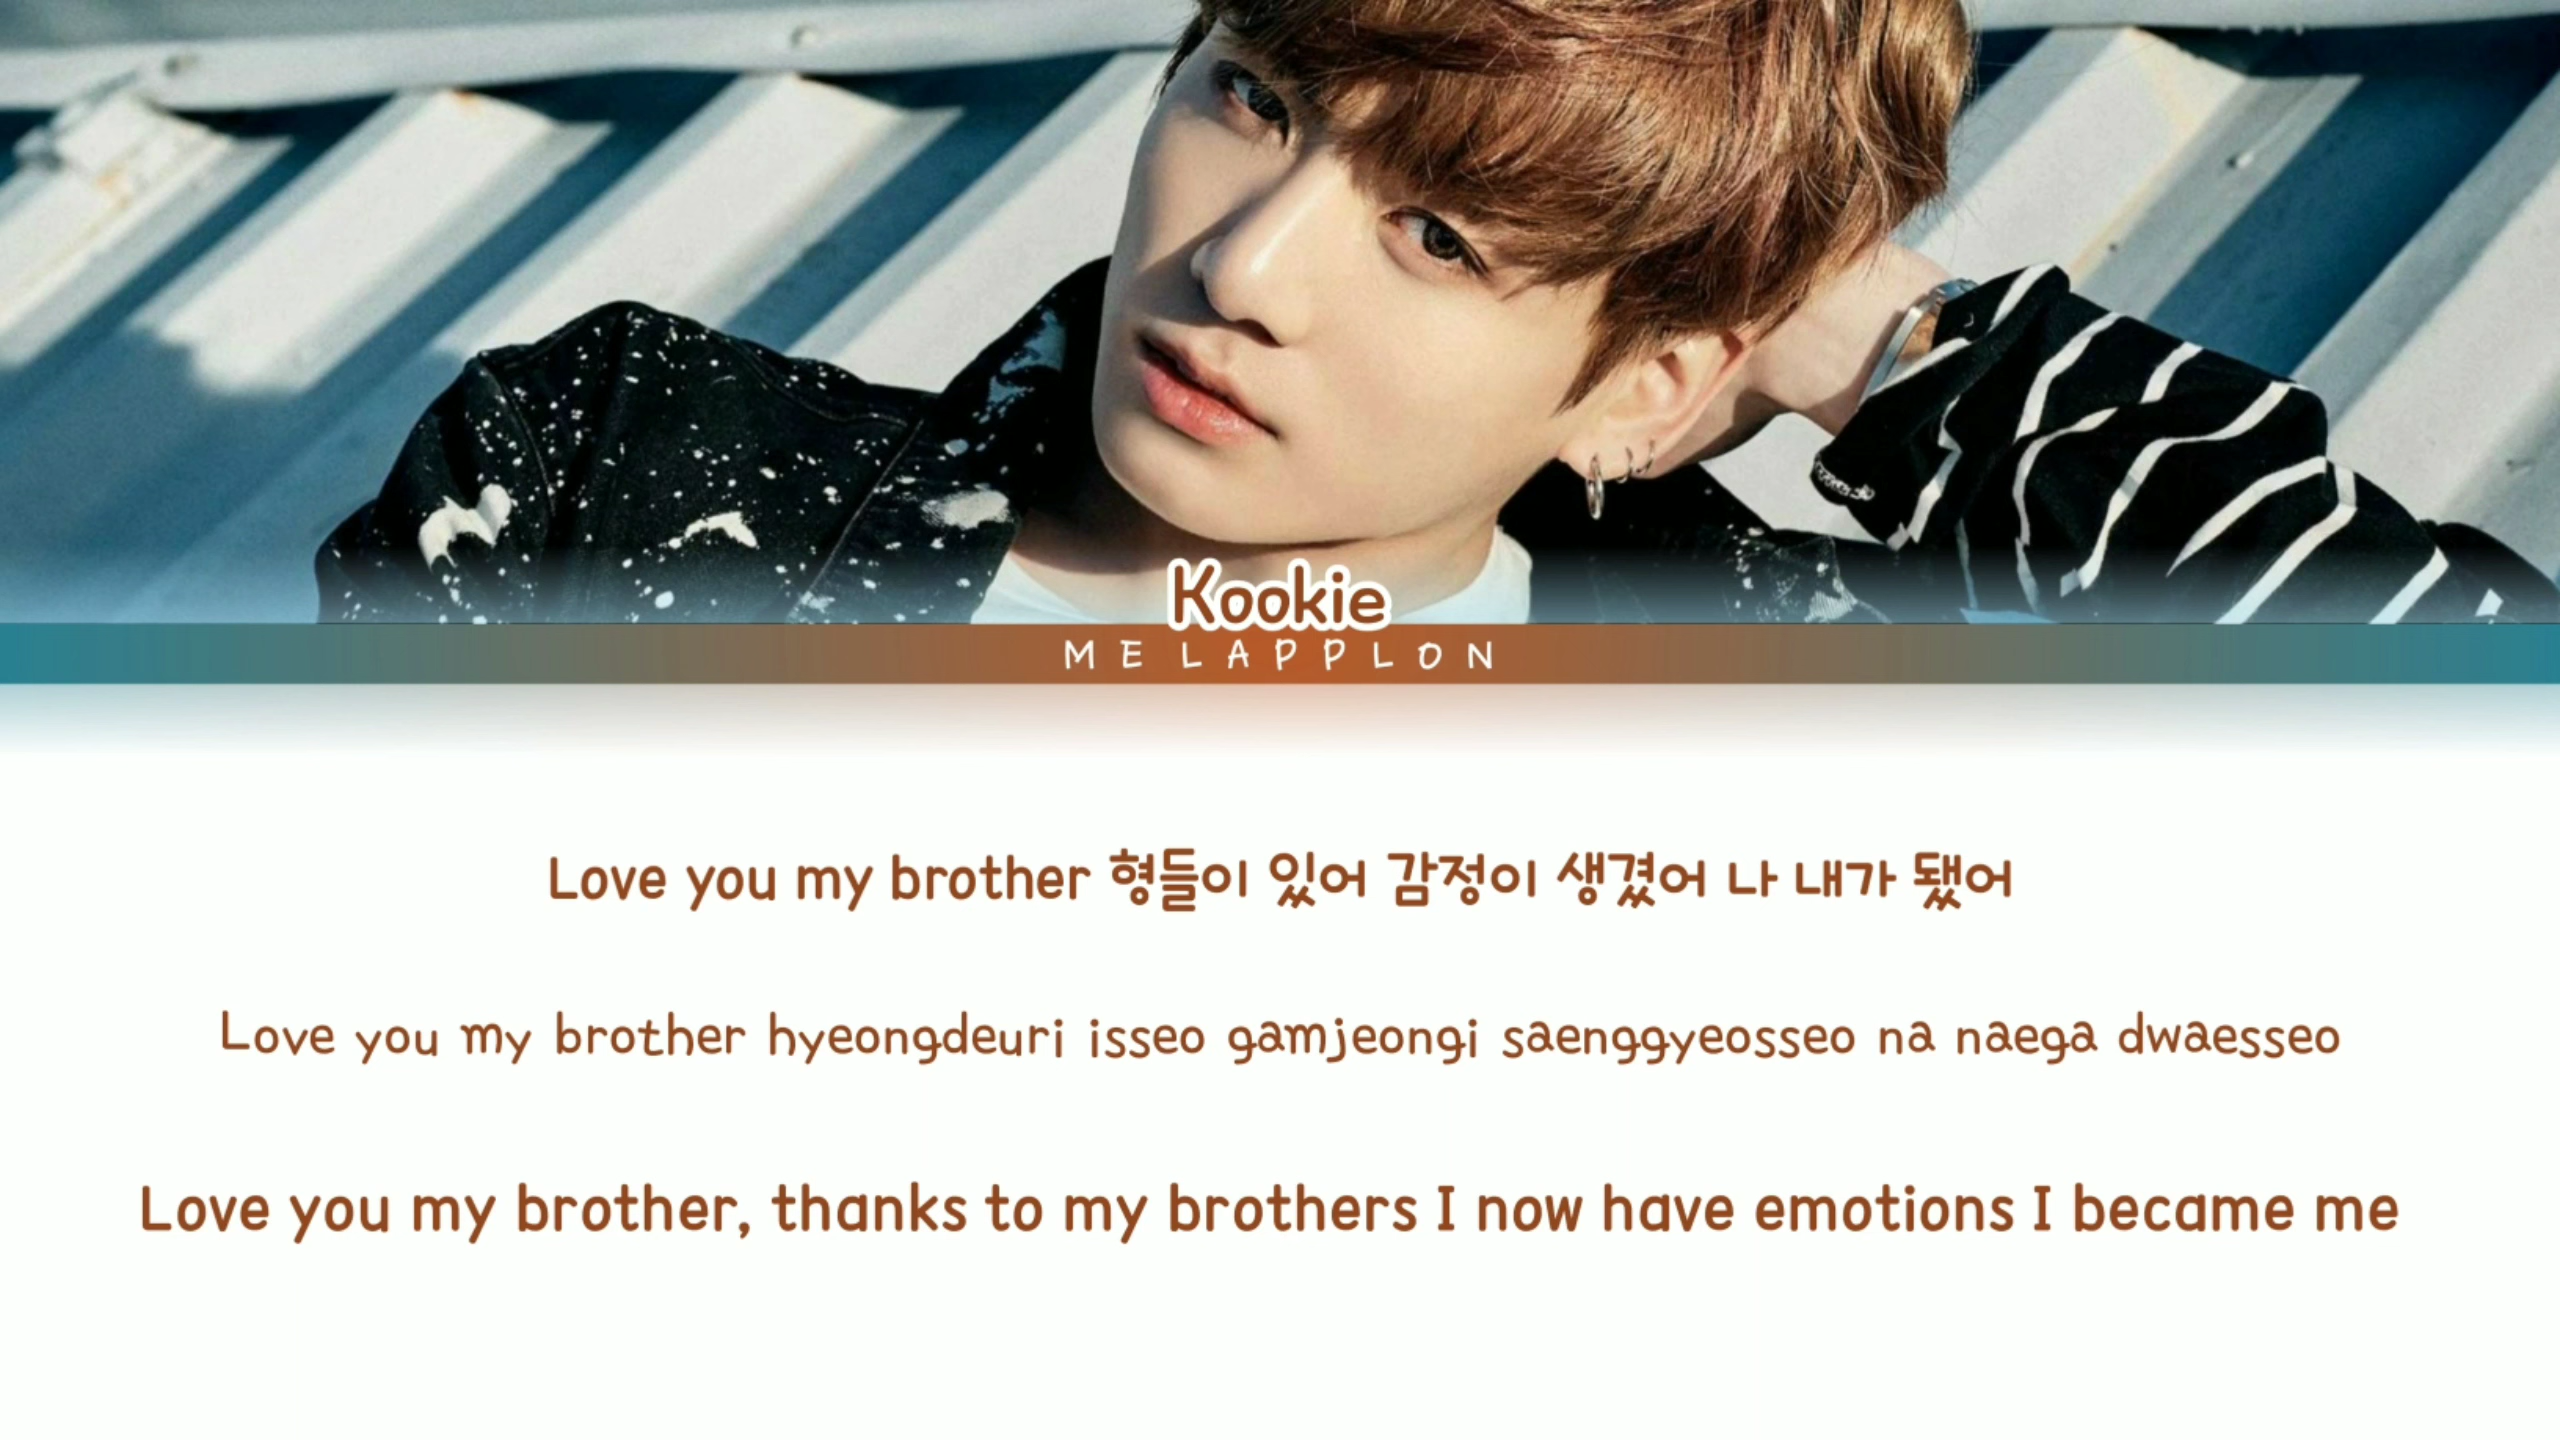 Kookie
MELAPPLON
Love you my brother 형들이 있어 감정이 생겼어 나 내가 됐어
Love you my brother hyeongdeuri isseo gamjeongi saenggyeosseo na naega dwaesseo
Love you my brother, thanks to my brothers I now have emotions I became me